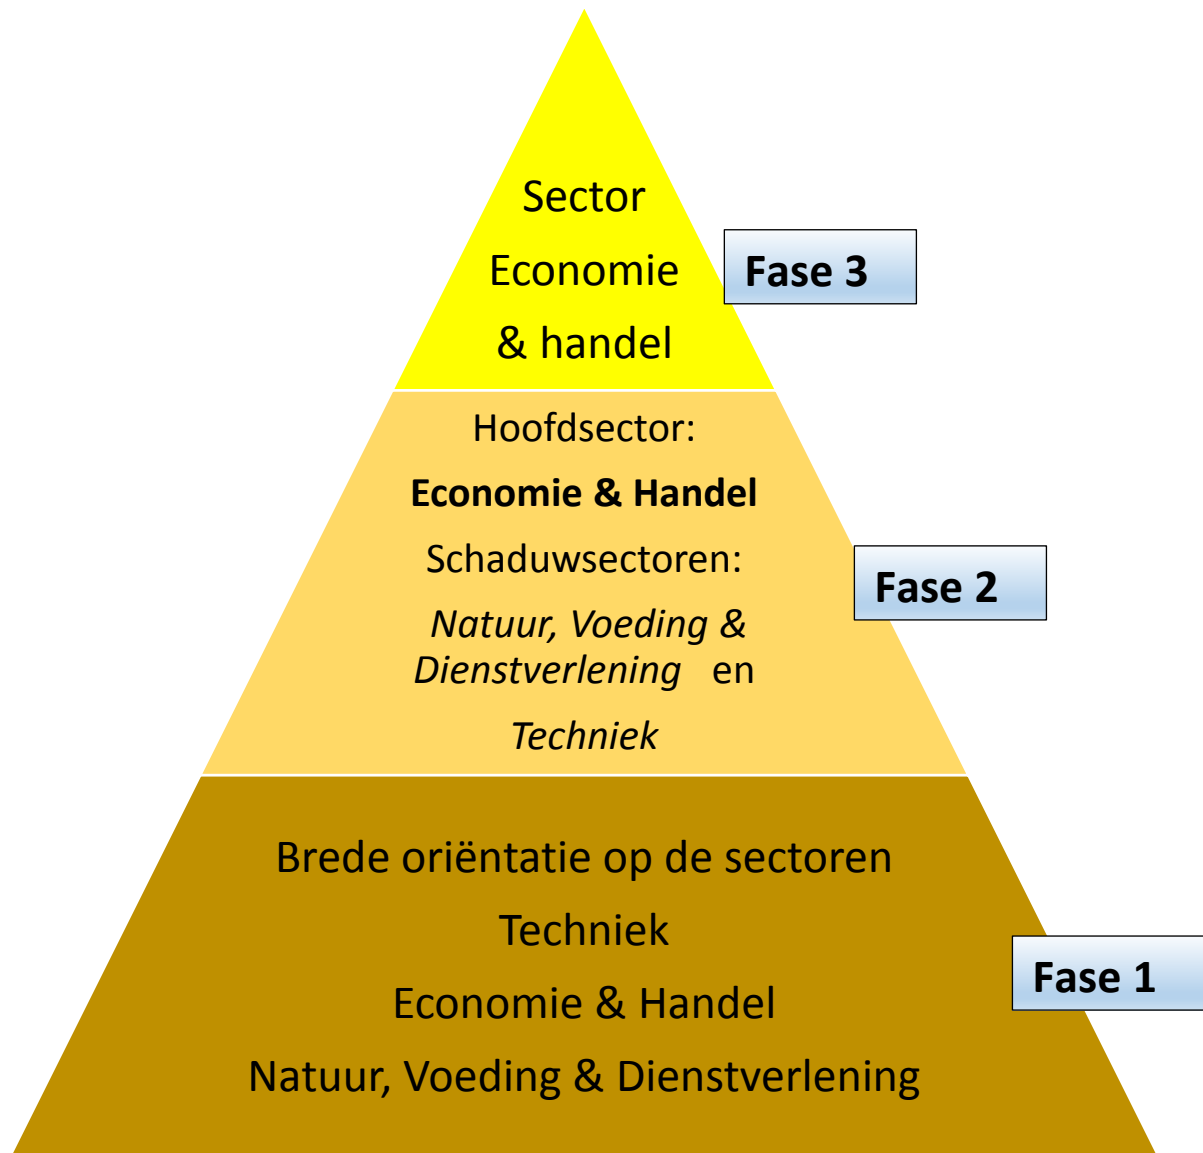 Sector
Economie
& handel
Fase 3
Hoofdsector:
Economie & Handel
Schaduwsectoren:
Natuur, Voeding &
Dienstverlening en
Techniek
Fase 2
Brede oriëntatie op de sectoren
Techniek
Economie & Handel
Natuur, Voeding & Dienstverlening
Fase 1